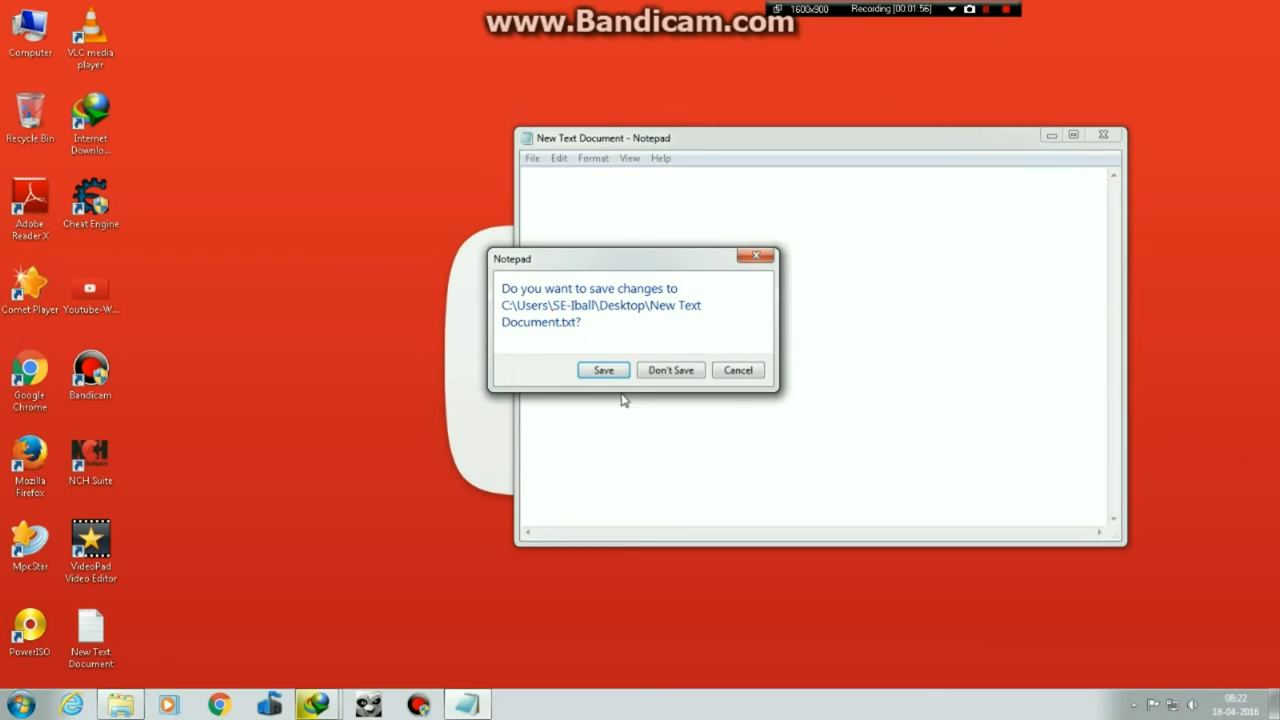 www.Bandicam.com
1600x900
Recording [00:01:56]
Computer
VLC media
player
Recycle Bin
Internet
Downlo...
Adobe
Reader X
Cheat Engine
Comet Player
Youtube-W...
Google
Chrome
Bandicam
Mozilla
Firefox
NCH Software
NCH Suite
MpcStar
VideoPad
Video Editor
PowerISO
New Text
Document
New Text Document - Notepad
File Edit Format View Help
Notepad
Do you want to save changes to
C:\Users\SE-Iball\Desktop\New Text
Document.txt?
Save
Don't Save
Cancel
08:22
18-04-2016